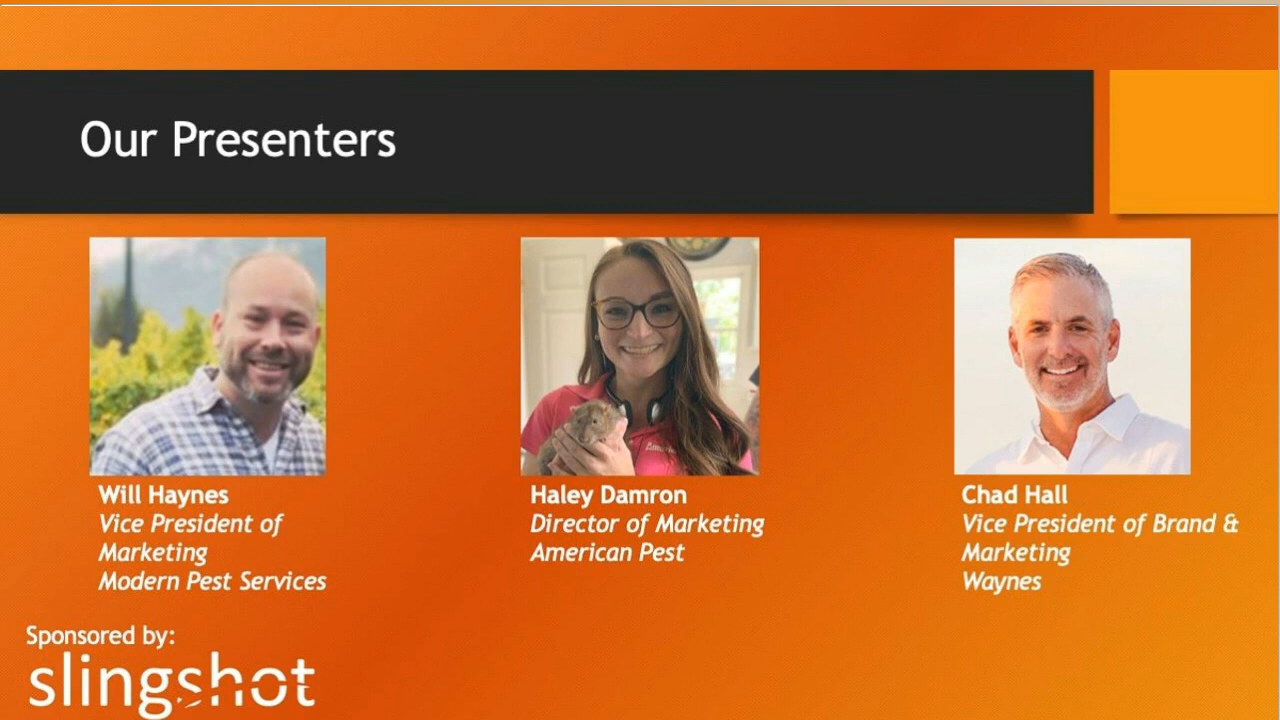 Our Presenters
Will Haynes
Vice President of
Marketing
Modern Pest Services
Haley Damron
Director of Marketing
American Pest
Chad Hall
Vice President of Brand &
Marketing
Waynes
Sponsored by:
slingshot